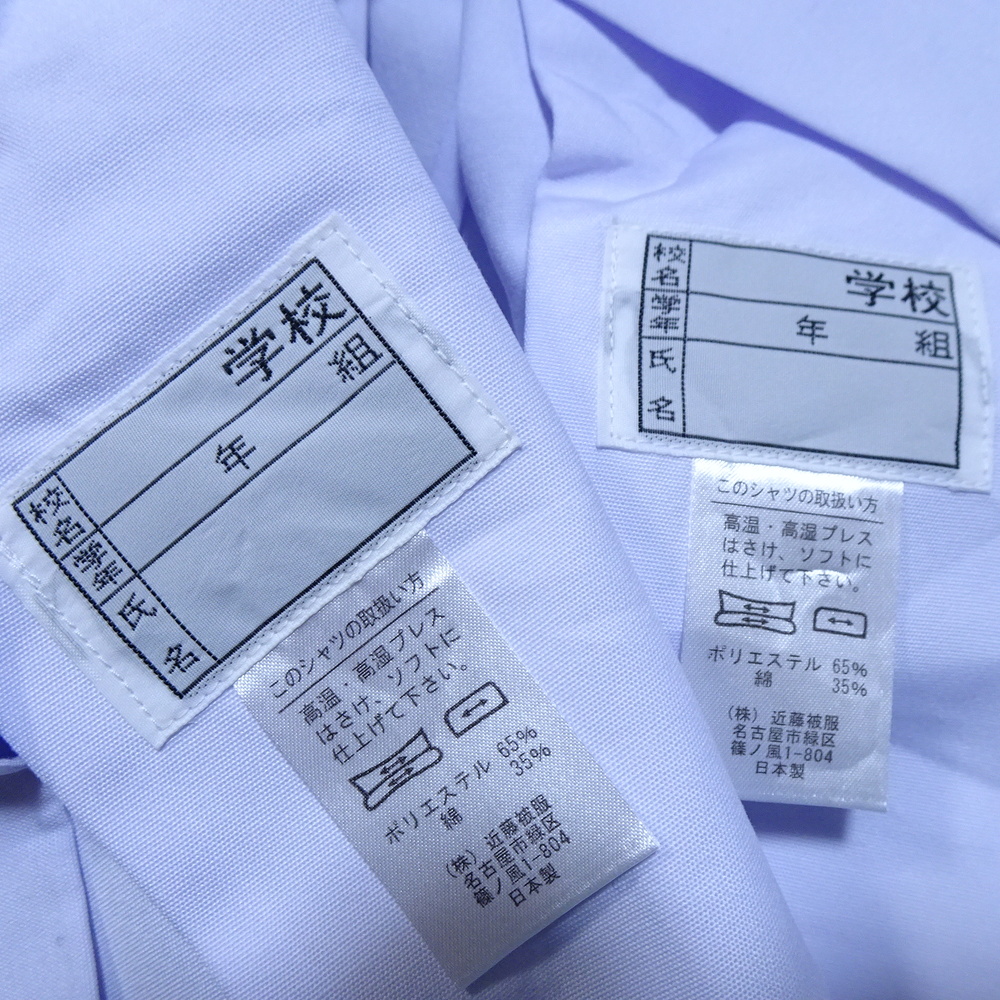 校名 学校
学年 年 組
氏名
このシャツの取扱い方
高温・高湿プレス
はさけ、ソフトに
仕上げて下さい。
ポリエステル 65%
綿 35%
(株) 近藤被服
名古屋市緑区
篠ノ風1-804
日本製
校名 学校
学年 年 組
氏名
このシャツの取扱い方
高温・高湿プレス
はさけ、ソフトに
仕上げて下さい。
ポリエステル 65%
綿 35%
(株) 近藤被服
名古屋市緑区
篠ノ風1-804
日本製